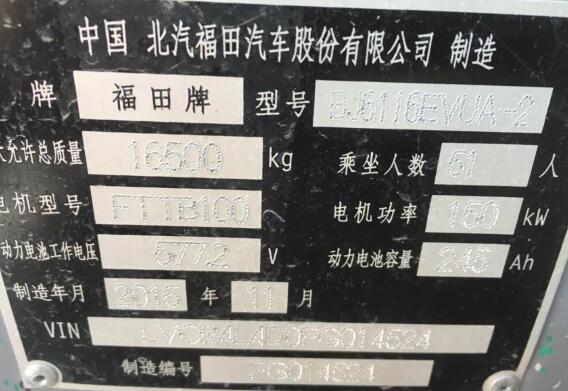 中国 北汽福田汽车股份有限公司 制造
牌 福田牌 型号 BJ6116EVUA-2
大允许总质量 16500 kg 乘坐人数 51 人
电机型号 FTTB100 电机功率 150 kW
动力电池工作电压 577.2 V 动力电池容量 245 Ah
制造年月 2015 年 11 月
VIN
制造编号 FG014524